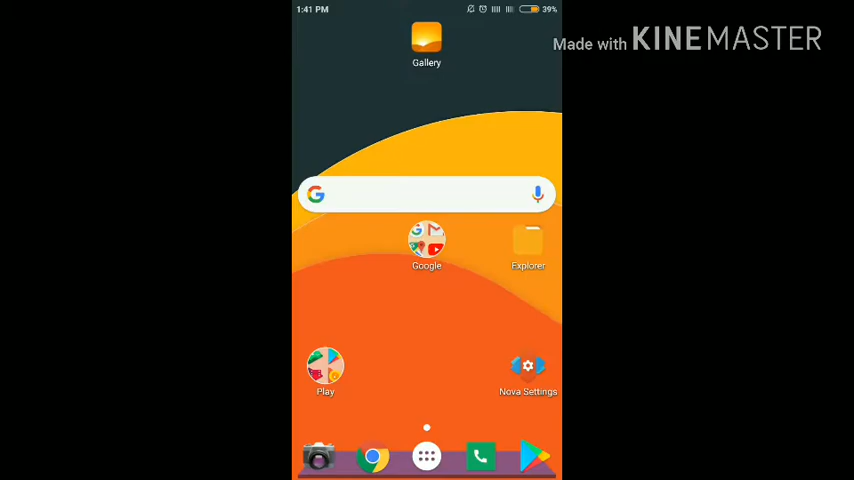 1:41 PM
39%
Made with KINEMASTER
Gallery
Google
Explorer
Play
Nova Settings